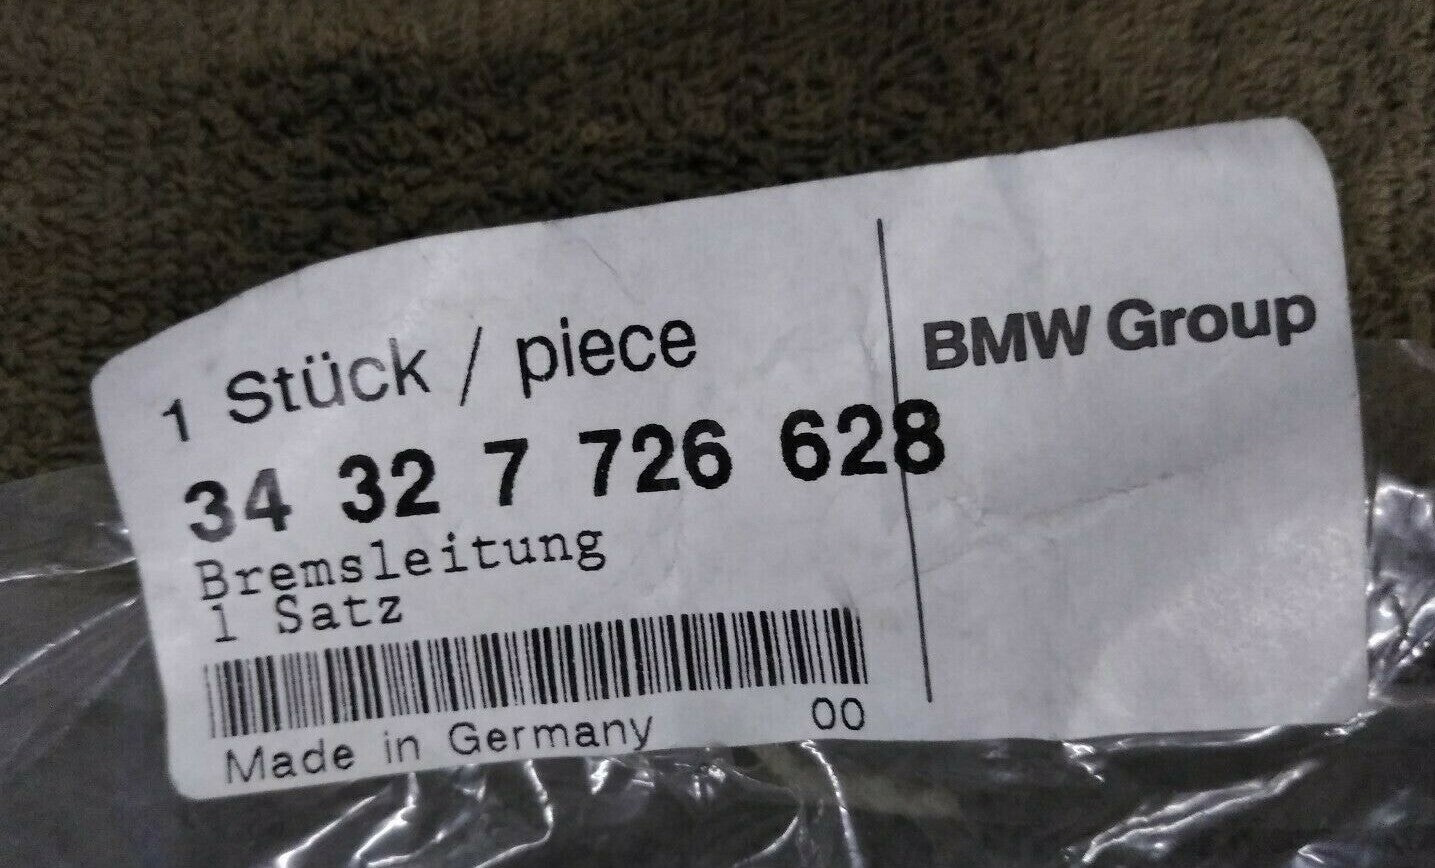 1 Stück / piece
BMW Group
34 32 7 726 628
Bremsleitung
1 Satz
Made in Germany 00